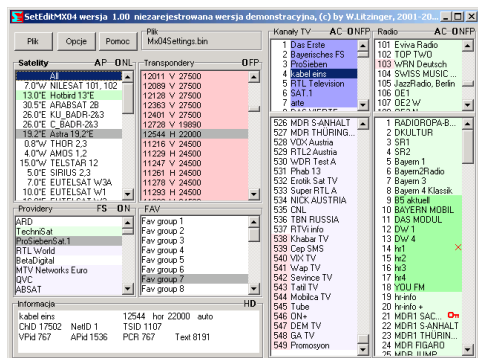 SetEditMX04 wersja 1.00 niezarejestrowana wersja demonstracyjna, (c) by W.Litzinger, 2001-20...
Plik
Opcje
Pomoc
Plik
Mx04Settings.bin
Satelity AP ONL
All
7.0°W NILESAT 101, 102
13.0°E Hotbird 13°E
30.5°E ARABSAT 2B
26.0°E KU_BADR-2&3
26.0°E C_BADR-2&3
19.2°E Astra 19,2°E
0.8°W THOR 2,3
4.0°W AMOS 1,2
15.0°W TELSTAR 12
5.0°E SIRIUS 2,3
7.0°E EUTELSAT W3A
10.0°E EUTELSAT W1
Transpondery OFP
12011 V 27500
12089 V 27500
12128 V 27500
12363 V 27500
12401 V 27500
12728 V 19890
12544 H 22000
11216 V 24500
11229 H 24500
11247 V 24500
11261 H 24500
11278 V 24500
11293 H 24500
Providery FS ON
ARD
TechniSat
ProSiebenSat.1
RTL World
BetaDigital
MTV Networks Euro
QVC
ABSAT
FAV
Fav group 1
Fav group 2
Fav group 3
Fav group 4
Fav group 5
Fav group 6
Fav group 7
Fav group 8
Informacja HD
kabel eins 12544 hor 22000 auto
ChID 17502 NetID 1 TSID 1107
VPid 767 APid 1536 PCR 767 Text 8191
Kanały TV AC ONFP
1 Das Erste
2 Bayerisches FS
3 ProSieben
4 kabel eins
5 RTL Television
6 SAT.1
7 arte
526 MDR S-ANHALT
527 MDR THÜRING...
528 VOX Austria
529 RTL2 Austria
530 WDR Test A
531 Phab 13
532 Erotik Sat TV
533 Super RTL A
534 NICK AUSTRIA
535 CNL
536 TBN RUSSIA
537 RTVi info
538 Khabar TV
539 Cep SMS
540 VIX TV
541 Wap TV
542 Sevince TV
543 Tatil TV
544 Mobilca TV
545 Tube
546 ON+
547 DEM TV
548 GA TV
549 Promosyon
Radio AC ONFP
101 Eviva Radio
102 TOP TWO
103 WRN Deutsch
104 SWISS MUSIC ...
105 JazzRadio, Berlin
106 OE1
107 OE2 W
1 RADIOROPA-B...
2 DKULTUR
3 SR1
4 SR2
5 Bayern 1
6 Bayern2Radio
7 Bayern 3
8 Bayern 4 Klassik
9 B5 aktuell
10 BAYERN MOBIL
11 DAS MODUL
12 DW 1
13 DW 4
14 hr1
15 hr2
16 hr3
17 hr4
18 YOU FM
19 hr-info
20 hr-info +
21 MDR1 SAC...
22 MDR1 S-ANHALT
23 MDR1 THÜRIN...
24 MDR FIGARO
25 MDR JUMP